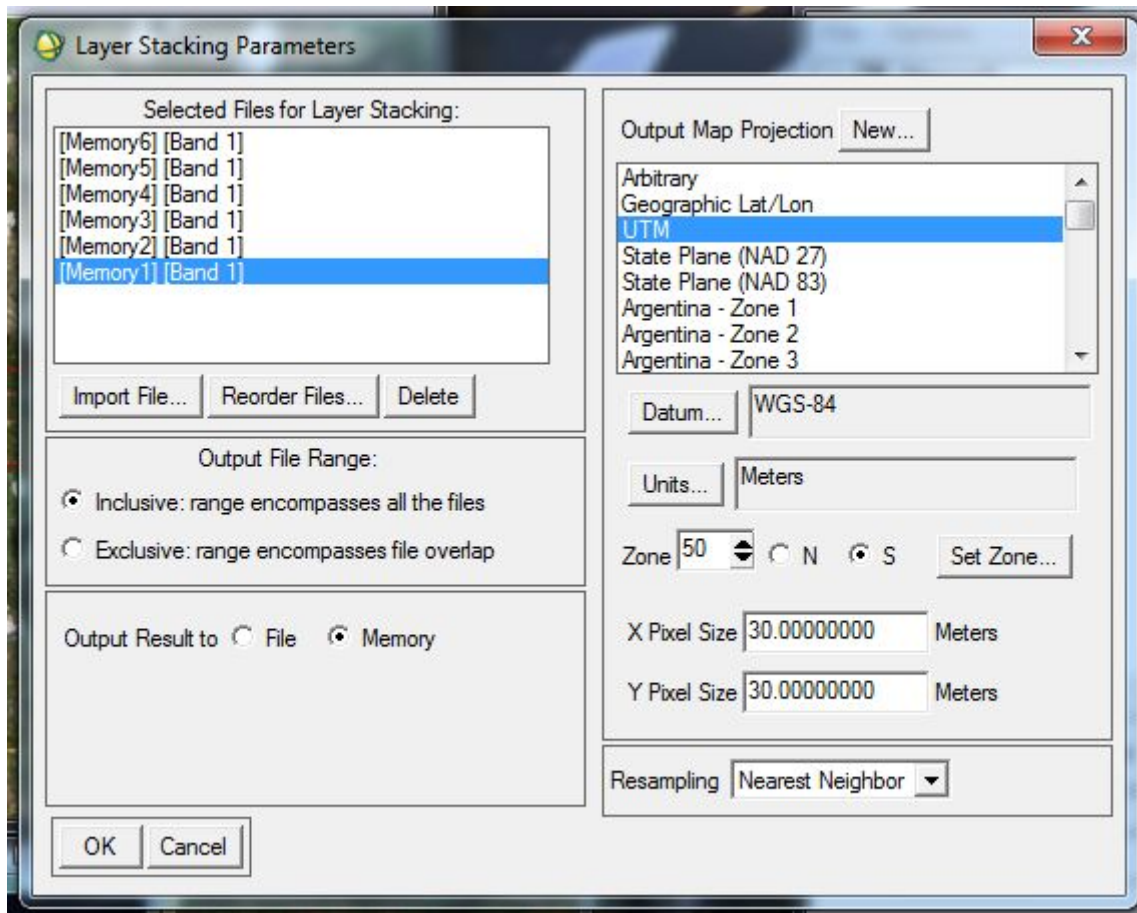 Layer Stacking Parameters
Selected Files for Layer Stacking:
[Memory6] [Band 1]
[Memory5] [Band 1]
[Memory4] [Band 1]
[Memory3] [Band 1]
[Memory2] [Band 1]
[Memory1] [Band 1]
Import File... Reorder Files... Delete
Output File Range:
Inclusive: range encompasses all the files
Exclusive: range encompasses file overlap
Output Result to File Memory
OK Cancel
Output Map Projection New...
Arbitrary
Geographic Lat/Lon
UTM
State Plane (NAD 27)
State Plane (NAD 83)
Argentina - Zone 1
Argentina - Zone 2
Argentina - Zone 3
Datum... WGS-84
Units... Meters
Zone 50 N S Set Zone...
X Pixel Size 30.00000000 Meters
Y Pixel Size 30.00000000 Meters
Resampling Nearest Neighbor